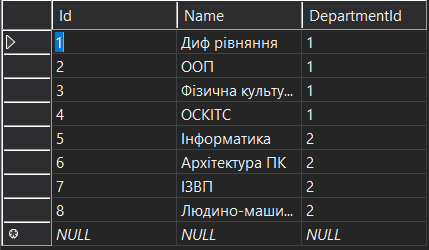 Id Name DepartmentId
1 Диф рівняння 1
2 ООП 1
3 Фізична культу... 1
4 ОСКІТС 1
5 Інформатика 2
6 Архітектура ПК 2
7 ІЗВП 2
8 Людино-маши... 2
NULL NULL NULL